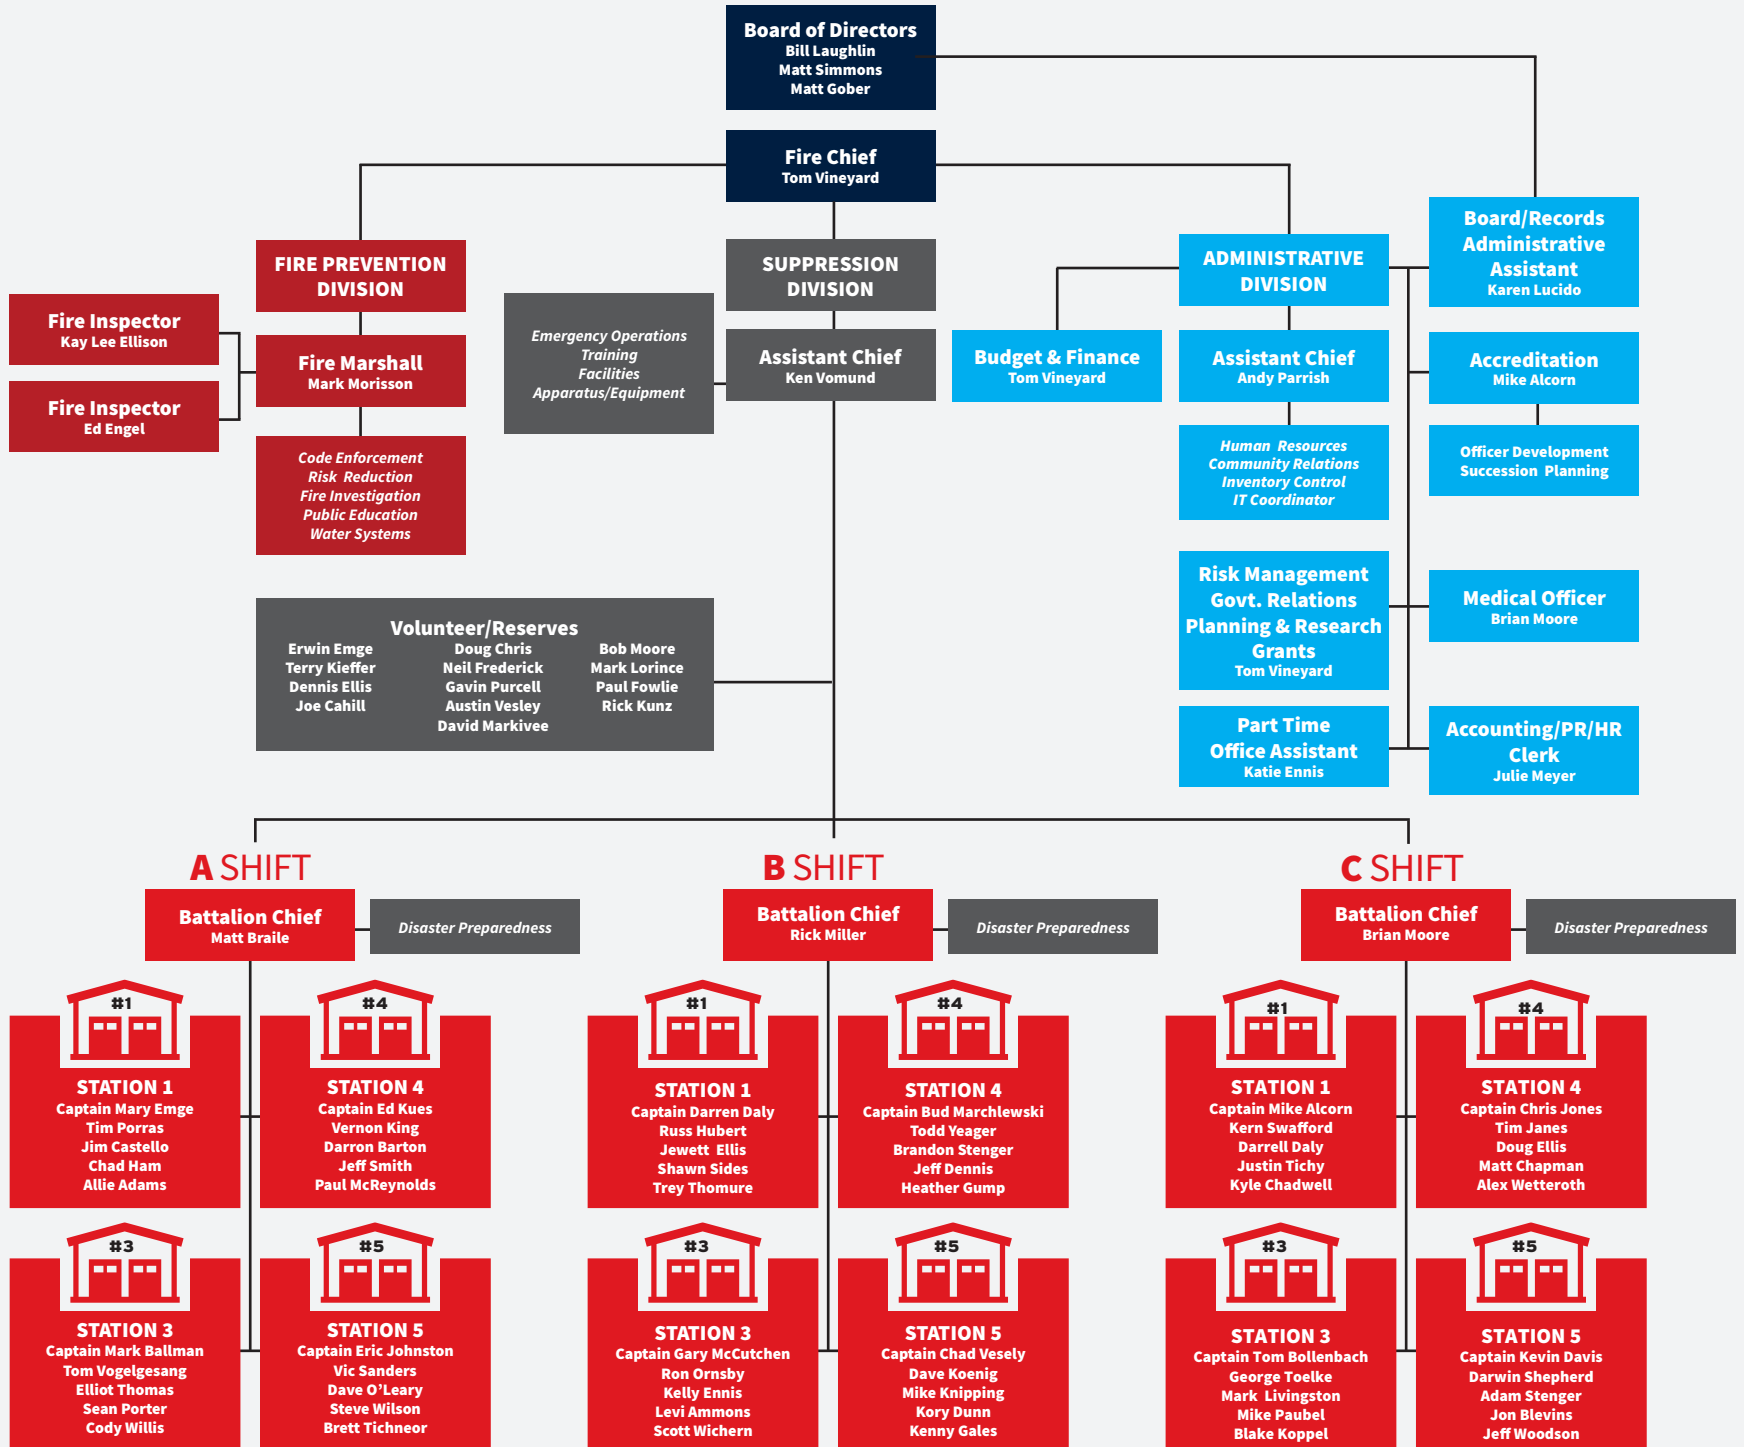 Board of Directors
Bill Laughlin
Matt Simmons
Matt Gober
Fire Chief
Tom Vineyard
FIRE PREVENTION
DIVISION
Fire Inspector
Kay Lee Ellison
Fire Inspector
Ed Engel
Fire Marshall
Mark Morisson
Code Enforcement
Risk Reduction
Fire Investigation
Public Education
Water Systems
SUPPRESSION
DIVISION
Emergency Operations
Training
Facilities
Apparatus/Equipment
Assistant Chief
Ken Vomund
ADMINISTRATIVE
DIVISION
Budget & Finance
Tom Vineyard
Assistant Chief
Andy Parrish
Human Resources
Community Relations
Inventory Control
IT Coordinator
Board/Records
Administrative
Assistant
Karen Lucido
Accreditation
Mike Alcorn
Officer Development
Succession Planning
Risk Management
Govt. Relations
Planning & Research
Grants
Tom Vineyard
Medical Officer
Brian Moore
Part Time
Office Assistant
Katie Ennis
Accounting/PR/HR
Clerk
Julie Meyer
Volunteer/Reserves
Erwin Emge
Terry Kieffer
Dennis Ellis
Joe Cahill
Doug Chris
Neil Frederick
Gavin Purcell
Austin Vesley
David Markivee
Bob Moore
Mark Lorince
Paul Fowlie
Rick Kunz
A SHIFT
Battalion Chief
Matt Braile
Disaster Preparedness
#1
STATION 1
Captain Mary Emge
Tim Porras
Jim Castello
Chad Ham
Allie Adams
#4
STATION 4
Captain Ed Kues
Vernon King
Darron Barton
Jeff Smith
Paul McReynolds
#3
STATION 3
Captain Mark Ballman
Tom Vogelgesang
Elliot Thomas
Sean Porter
Cody Willis
#5
STATION 5
Captain Eric Johnston
Vic Sanders
Dave O’Leary
Steve Wilson
Brett Tichneor
B SHIFT
Battalion Chief
Rick Miller
Disaster Preparedness
#1
STATION 1
Captain Darren Daly
Russ Hubert
Jewett Ellis
Shawn Sides
Trey Thomure
#4
STATION 4
Captain Bud Marchlewski
Todd Yeager
Brandon Stenger
Jeff Dennis
Heather Gump
#3
STATION 3
Captain Gary McCutchen
Ron Ornsby
Kelly Ennis
Levi Ammons
Scott Wichern
#5
STATION 5
Captain Chad Vesely
Dave Koenig
Mike Knipping
Kory Dunn
Kenny Gales
C SHIFT
Battalion Chief
Brian Moore
Disaster Preparedness
#1
STATION 1
Captain Mike Alcorn
Kern Swafford
Darrell Daly
Justin Tichy
Kyle Chadwell
#4
STATION 4
Captain Chris Jones
Tim Janes
Doug Ellis
Matt Chapman
Alex Wetteroth
#3
STATION 3
Captain Tom Bollenbach
George Toelke
Mark Livingston
Mike Paubel
Blake Koppel
#5
STATION 5
Captain Kevin Davis
Darwin Shepherd
Adam Stenger
Jon Blevins
Jeff Woodson